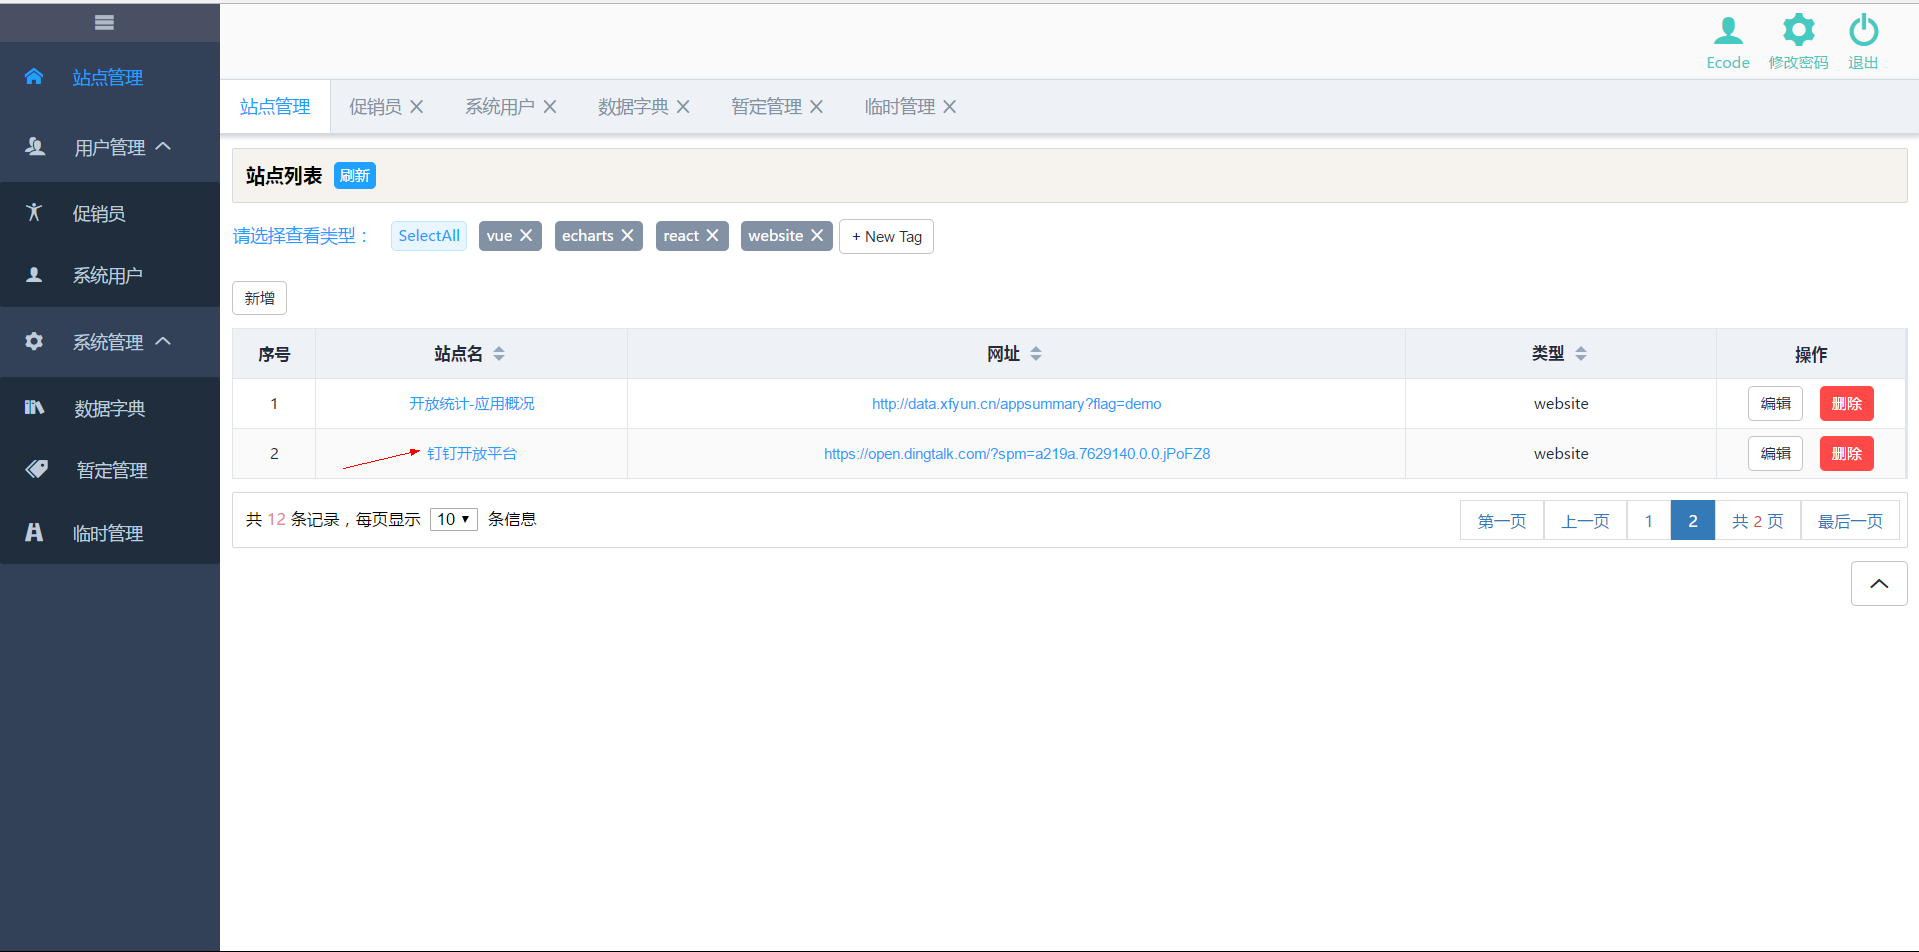 Ecode 修改密码 退出
站点管理
用户管理
促销员
系统用户
系统管理
数据字典
暂定管理
临时管理
站点管理 促销员 系统用户 数据字典 暂定管理 临时管理
站点列表 刷新
请选择查看类型： SelectAll vue echarts react website + New Tag
新增
序号 站点名 网址 类型 操作
1 开放统计-应用概况 http://data.xfyun.cn/appsummary?flag=demo website 编辑 删除
2 钉钉开放平台 https://open.dingtalk.com/?spm=a219a.7629140.0.0.jPoFZ8 website 编辑 删除
共 12 条记录，每页显示 10 条信息 第一页 上一页 1 2 共 2 页 最后一页